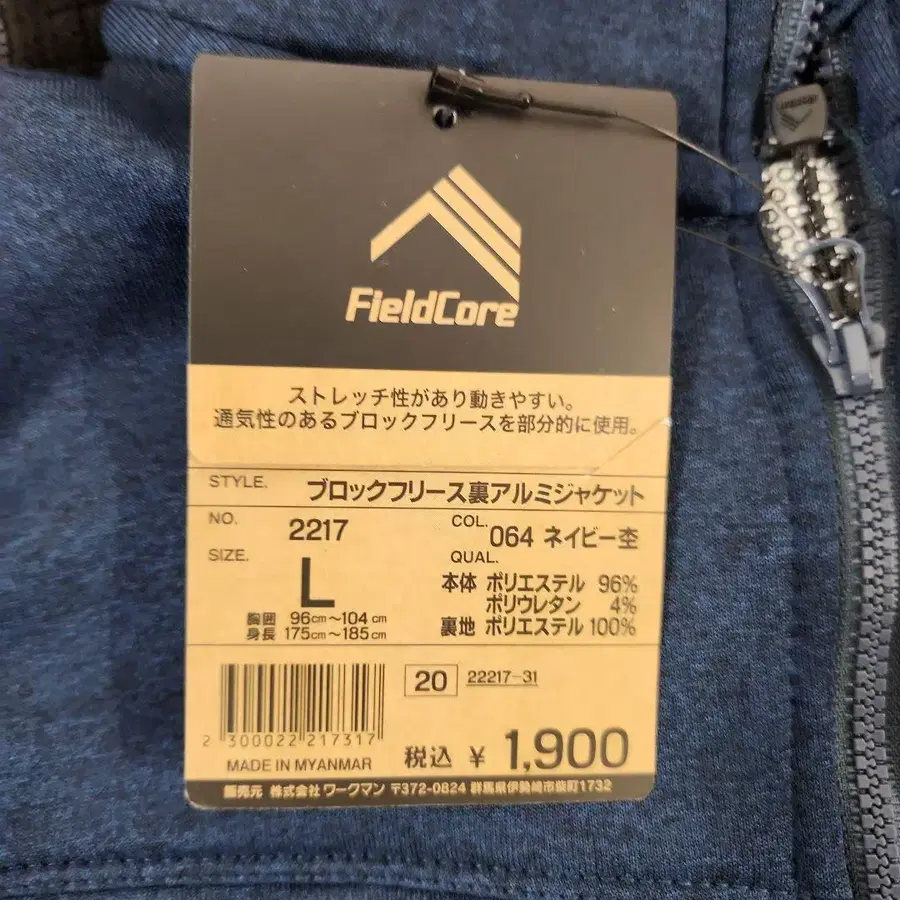 FieldCore
ストレッチ性があり動きやすい。
通気性のあるブロックフリースを部分的に使用。
STYLE. ブロックフリース裏アルミジャケット
NO. 2217 COL. 064 ネイビー杢
SIZE. L QUAL.
本体 ポリエステル 96%
ポリウレタン 4%
裏地 ポリエステル 100%
胸囲 96cm～104cm
身長 175cm～185cm
20 22217-31
2 300022 217317
MADE IN MYANMAR 税込 ¥ 1,900
販売元 株式会社 ワークマン 〒372-0824 群馬県伊勢崎市柴町1732